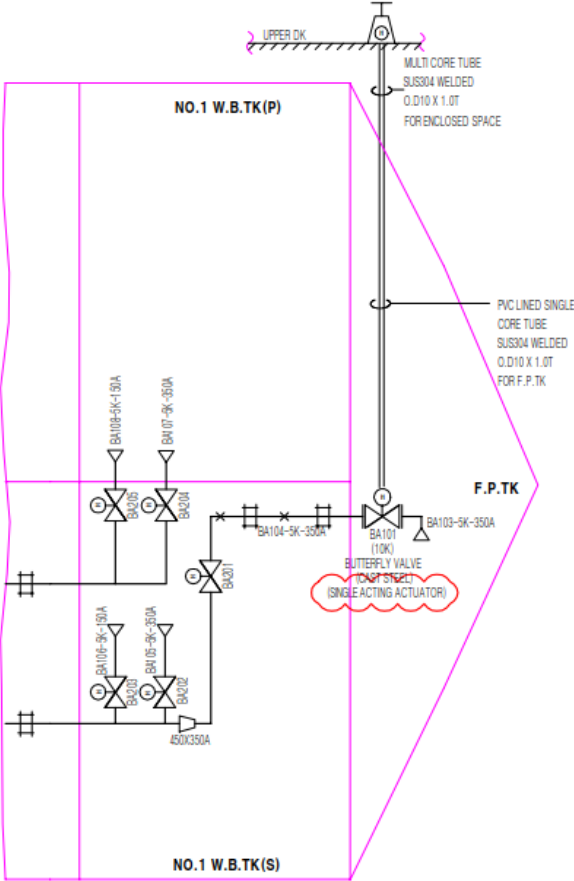 UPPER DK
H
MULTI CORE TUBE
SUS304 WELDED
O.D10 X 1.0T
FOR ENCLOSED SPACE
NO.1 W.B.TK(P)
PVC LINED SINGLE
CORE TUBE
SUS304 WELDED
O.D10 X 1.0T
FOR F.P.TK
BA108-5K-150A
BA107-5K-350A
F.P.TK
H
BA205
H
BA204
H
BA104-5K-350A
BA103-5K-350A
BA101
(10K)
BUTTERFLY VALVE
(CAST STEEL)
(SINGLE ACTING ACTUATOR)
H
BA201
BA106-5K-150A
BA105-5K-350A
H
BA203
H
BA202
450X350A
NO.1 W.B.TK(S)